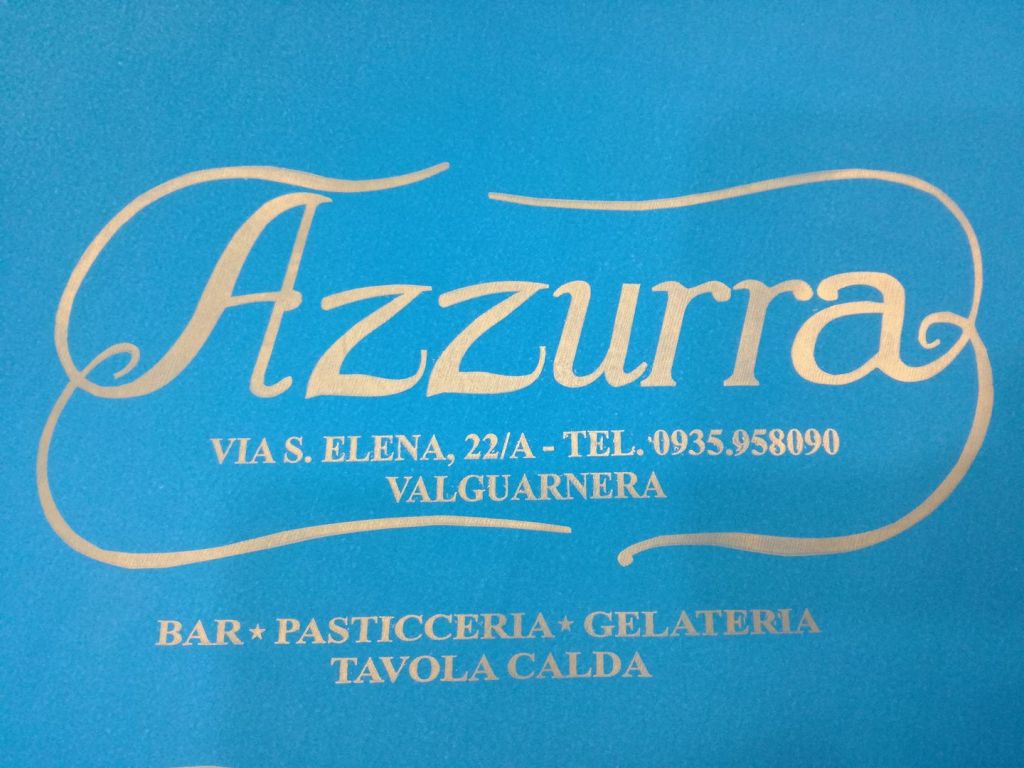 Azzurra
VIA S. ELENA, 22/A - TEL. 0935.958090
VALGUARNERA
BAR ★ PASTICCERIA ★ GELATERIA
TAVOLA CALDA